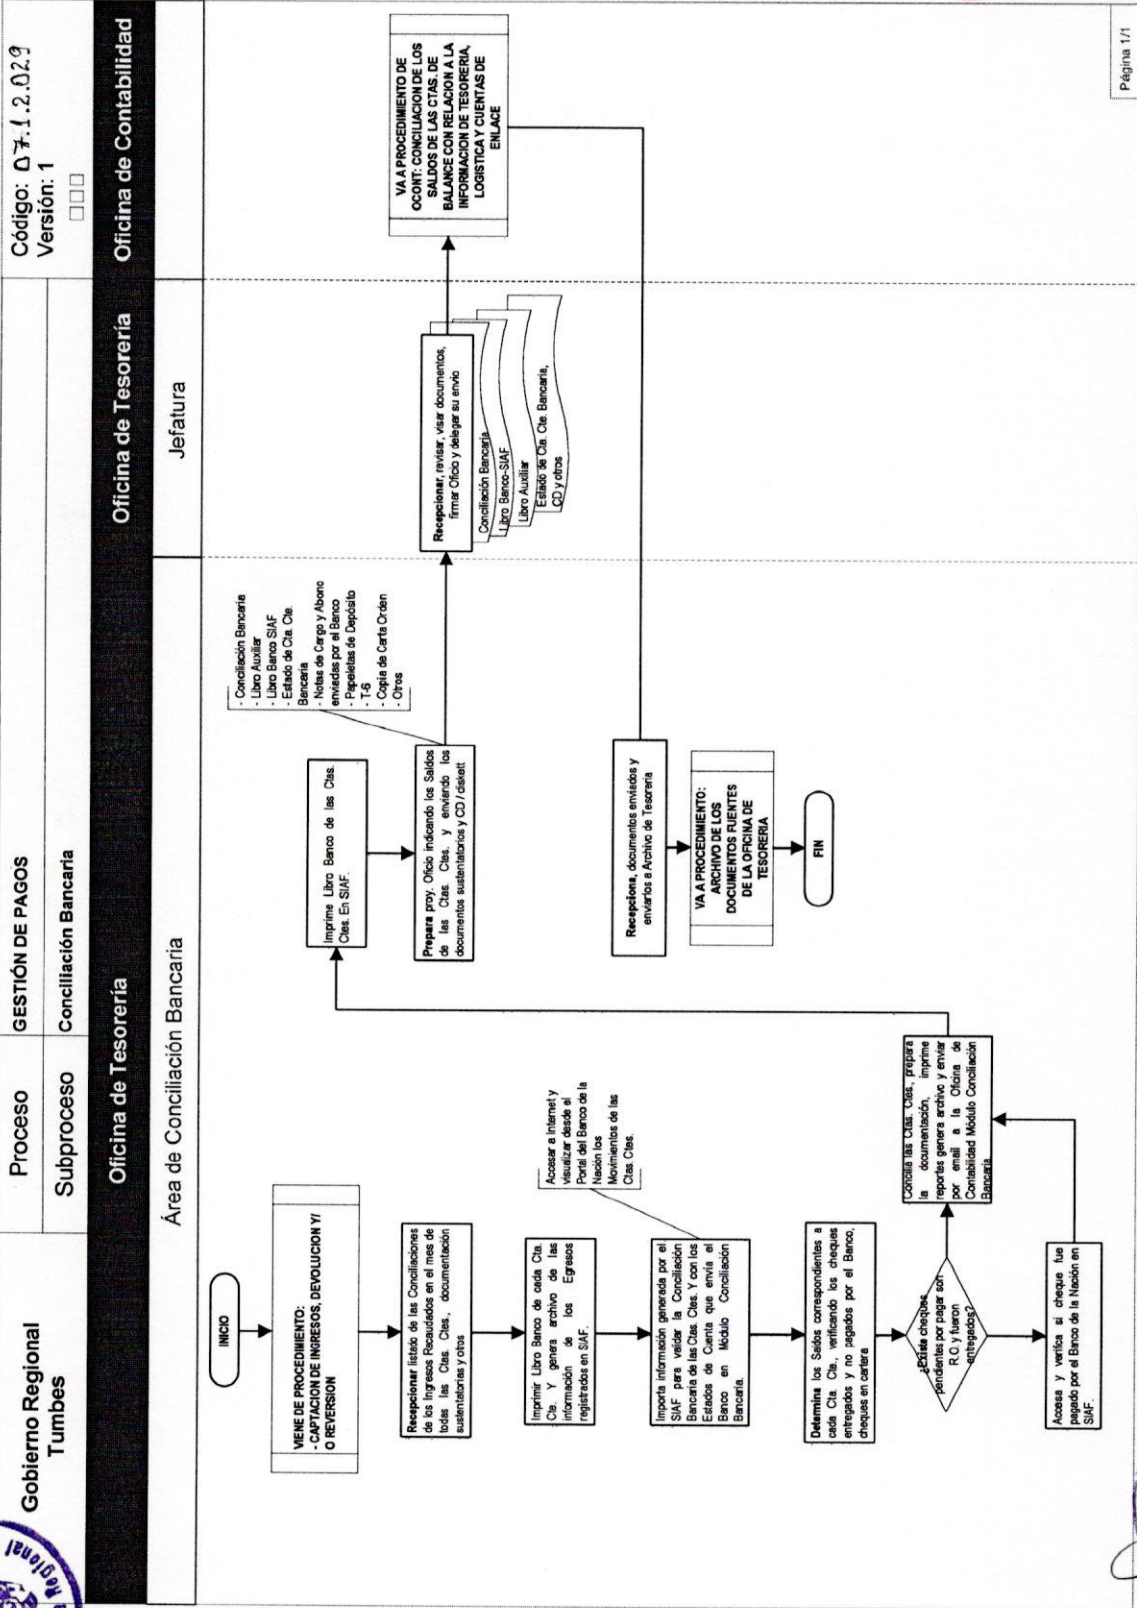 Gobierno Regional
Tumbes
Proceso
GESTIÓN DE PAGOS
Código: 07.1.2.029
Versión: 1
Subproceso
Conciliación Bancaria
Oficina de Tesorería
Oficina de Tesorería
Oficina de Contabilidad
Área de Conciliación Bancaria
Jefatura
INICIO
VIENE DE PROCEDIMIENTO:
- CAPTACION DE INGRESOS, DEVOLUCION Y/
O REVERSION
Recepcionar listado de las Conciliaciones
de los Ingresos Recaudados en el mes de
todas las Ctas. Ctes., documentación
sustentatorias y otros
Imprimir Libro Banco de cada Cta.
Cte. Y genera archivo de las
información de los Egresos
registrados en SIAF.
Accesar a Internet y
visualizar desde el
Portal del Banco de la
Nación los
Movimientos de las
Ctas. Ctes.
Importa información generada por el
SIAF para validar la Conciliación
Bancaria de las Ctas. Ctes. Y con los
Estados de Cuenta que envía el
Banco en Módulo Conciliación
Bancaria.
Determina los Saldos correspondientes a
cada Cta. Cte., verificando los cheques
entregados y no pagados por el Banco,
cheques en cartera
¿Existe cheques
pendientes por pagar son
R.O. y fueron
entregados?
Accesa y verifica si cheque fue
pagado por el Banco de la Nación en
SIAF.
Concilia las Ctas. Ctes., prepara
la documentación, imprime
reportes genera archivo y enviar
por email a la Oficina de
Contabilidad Módulo Conciliación
Bancaria
Imprime Libro Banco de las Ctas.
Ctes. En SIAF.
Prepara proy. Oficio indicando los Saldos
de las Ctas. Ctes. y enviando los
documentos sustentatorios y CD / diskett
- Conciliación Bancaria
- Libro Auxiliar
- Libro Banco SIAF
- Estado de Cta. Cte.
Bancaria
- Notas de Cargo y Abono
enviadas por el Banco
- Papeletas de Depósito
- T-6
- Copia de Carta Orden
- Otros
Recepcionar, revisar, visar documentos,
firmar Oficio y delegar su envio
Conciliación Bancaria
Libro Banco-SIAF
Libro Auxiliar
Estado de Cta. Cte. Bancaria,
CD y otros
VA A PROCEDIMIENTO DE
OCONT: CONCILIACION DE LOS
SALDOS DE LAS CTAS. DE
BALANCE CON RELACION A LA
INFORMACION DE TESORERIA,
LOGISTICA Y CUENTAS DE
ENLACE
Recepciona, documentos enviados y
enviarlos a Archivo de Tesoreria
VA A PROCEDIMIENTO:
ARCHIVO DE LOS
DOCUMENTOS FUENTES
DE LA OFICINA DE
TESORERIA
FIN
Página 1/1